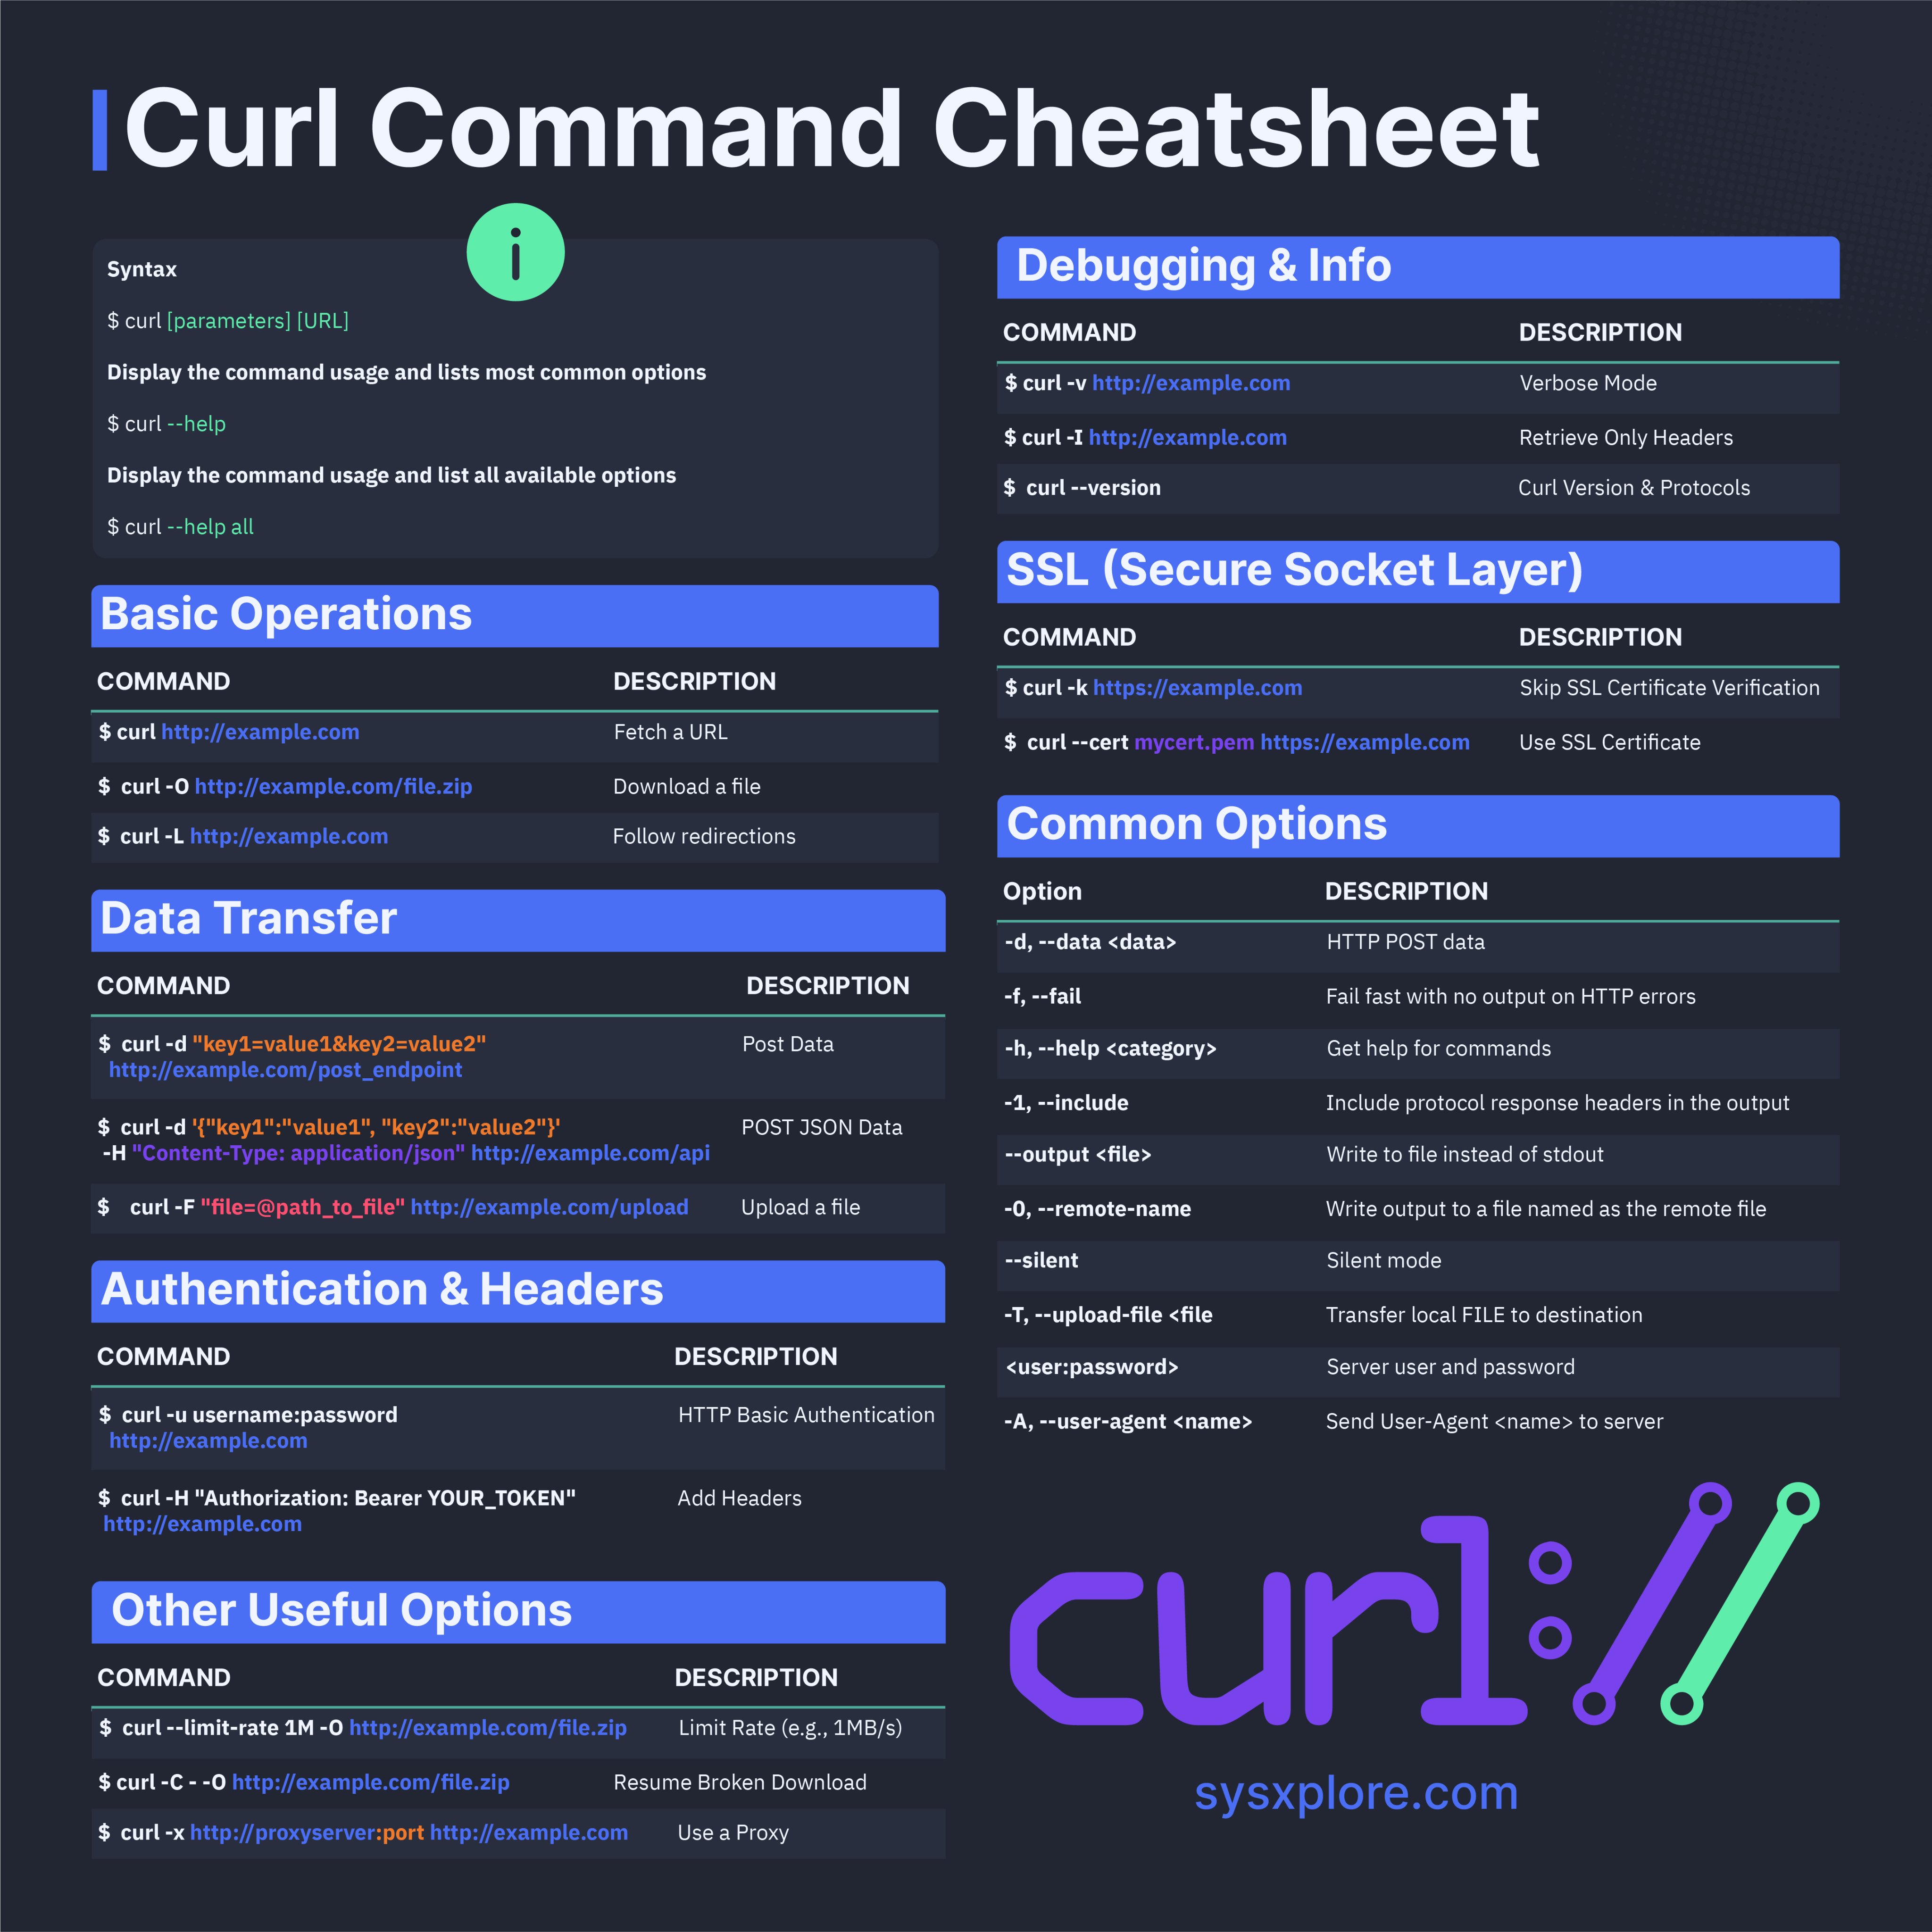 Curl Command Cheatsheet
i
Syntax
$ curl [parameters] [URL]
Display the command usage and lists most common options
$ curl --help
Display the command usage and list all available options
$ curl --help all
Basic Operations
COMMAND DESCRIPTION
$ curl http://example.com Fetch a URL
$ curl -O http://example.com/file.zip Download a file
$ curl -L http://example.com Follow redirections
Data Transfer
COMMAND DESCRIPTION
$ curl -d "key1=value1&key2=value2" Post Data
http://example.com/post_endpoint
$ curl -d '{"key1":"value1", "key2":"value2"}' POST JSON Data
-H "Content-Type: application/json" http://example.com/api
$ curl -F "file=@path_to_file" http://example.com/upload Upload a file
Authentication & Headers
COMMAND DESCRIPTION
$ curl -u username:password HTTP Basic Authentication
http://example.com
$ curl -H "Authorization: Bearer YOUR_TOKEN" Add Headers
http://example.com
Other Useful Options
COMMAND DESCRIPTION
$ curl --limit-rate 1M -O http://example.com/file.zip Limit Rate (e.g., 1MB/s)
$ curl -C - -O http://example.com/file.zip Resume Broken Download
$ curl -x http://proxyserver:port http://example.com Use a Proxy
Debugging & Info
COMMAND DESCRIPTION
$ curl -v http://example.com Verbose Mode
$ curl -I http://example.com Retrieve Only Headers
$ curl --version Curl Version & Protocols
SSL (Secure Socket Layer)
COMMAND DESCRIPTION
$ curl -k https://example.com Skip SSL Certificate Verification
$ curl --cert mycert.pem https://example.com Use SSL Certificate
Common Options
Option DESCRIPTION
-d, --data <data> HTTP POST data
-f, --fail Fail fast with no output on HTTP errors
-h, --help <category> Get help for commands
-1, --include Include protocol response headers in the output
--output <file> Write to file instead of stdout
-0, --remote-name Write output to a file named as the remote file
--silent Silent mode
-T, --upload-file <file Transfer local FILE to destination
<user:password> Server user and password
-A, --user-agent <name> Send User-Agent <name> to server
curl://
sysxplore.com